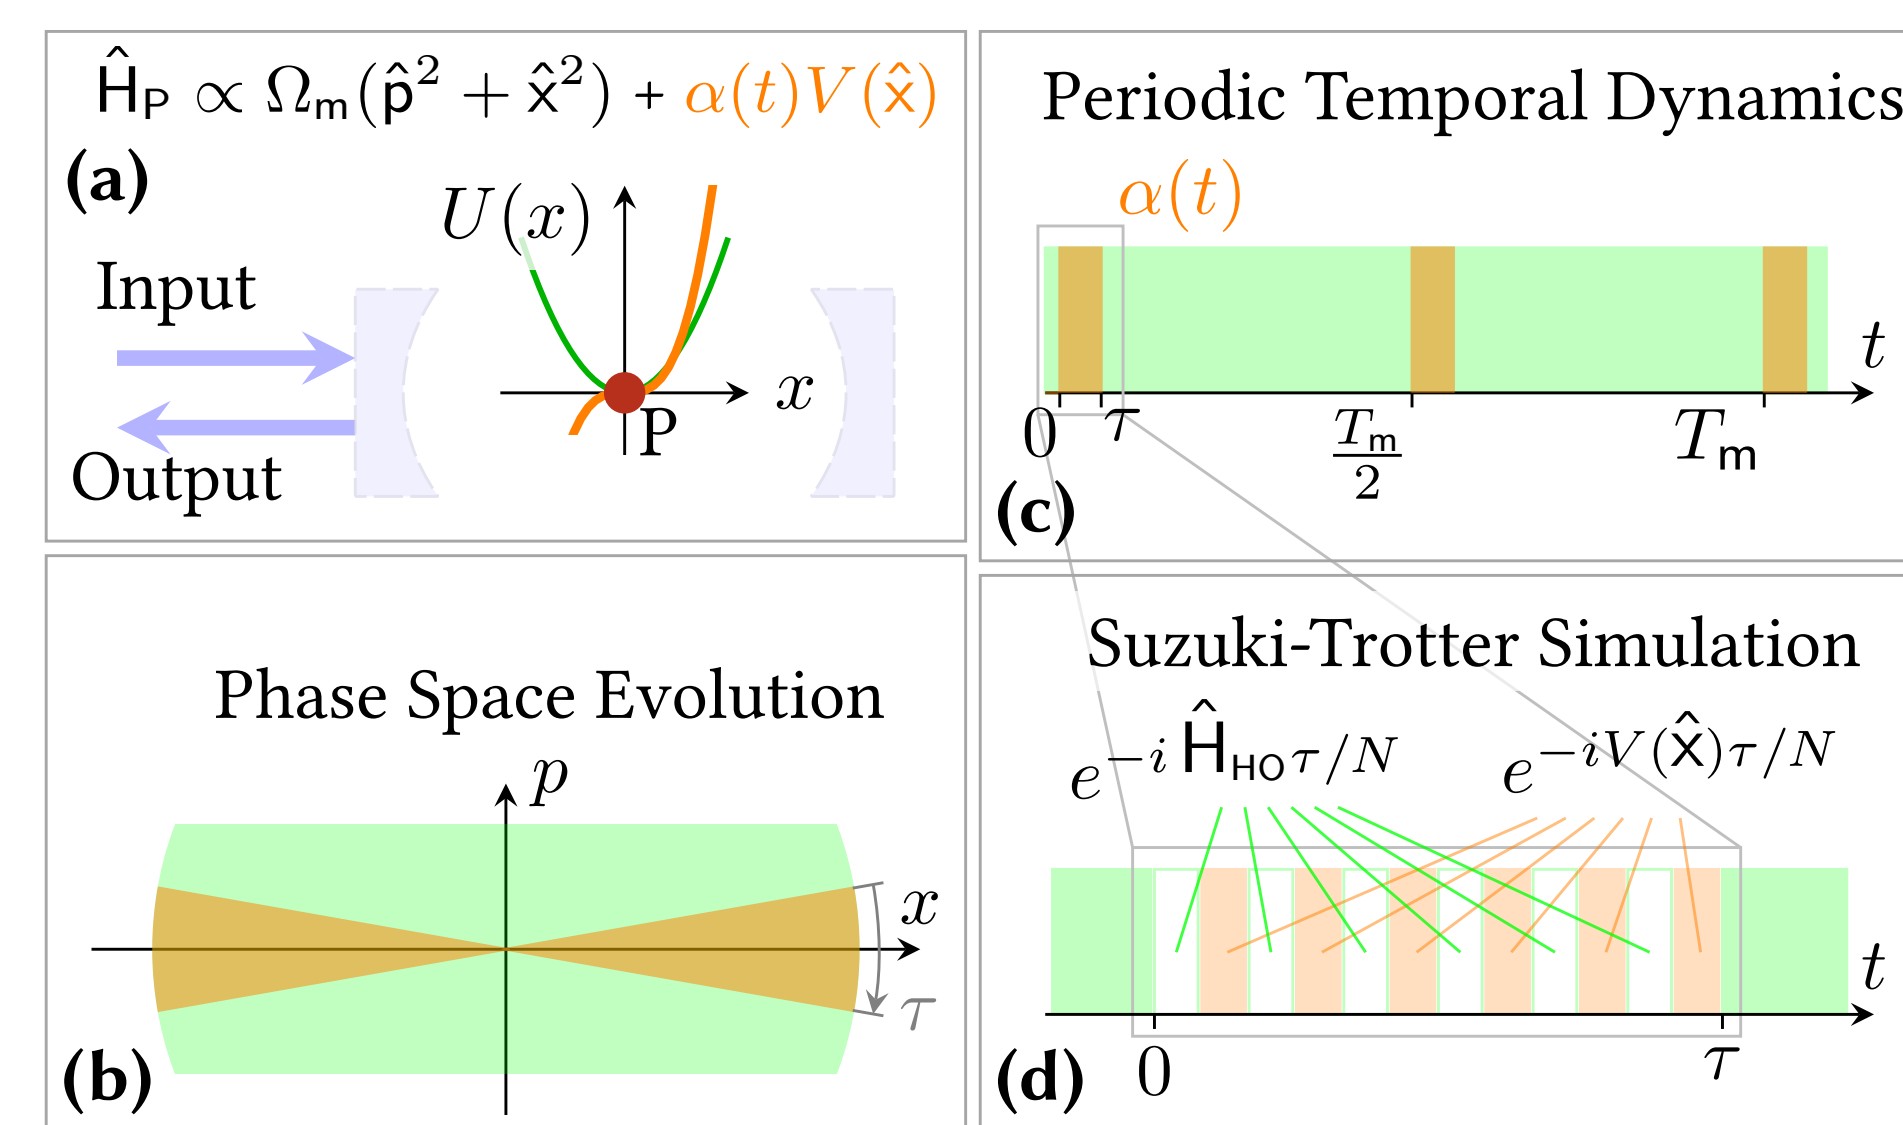 Ĥ_P ∝ Ω_m(p̂² + x̂²) + α(t)V(x̂)
(a)
U(x)
Input
x
P
Output
Phase Space Evolution
p
x
τ
(b)
Periodic Temporal Dynamics
α(t)
t
0 τ T_m/2 T_m
(c)
Suzuki-Trotter Simulation
e^{-i Ĥ_HO τ/N} e^{-iV(x̂)τ/N}
t
0 τ
(d)